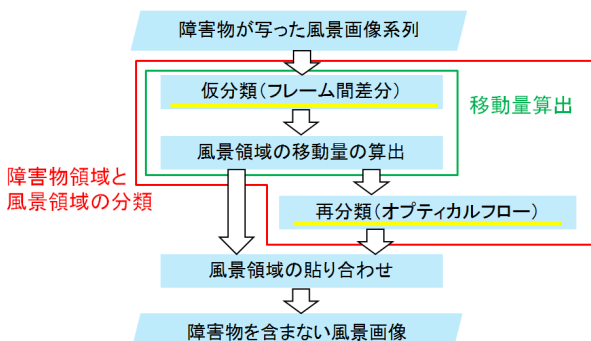 障害物が写った風景画像系列
仮分類(フレーム間差分)
移動量算出
風景領域の移動量の算出
障害物領域と
風景領域の分類
再分類(オプティカルフロー)
風景領域の貼り合わせ
障害物を含まない風景画像